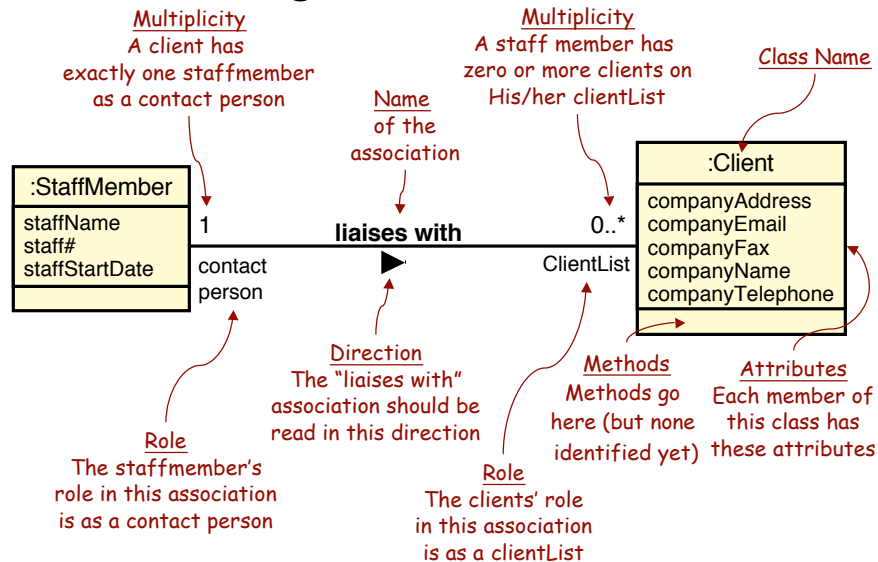 Multiplicity
A client has
exactly one staffmember
as a contact person
Name
of the
association
Multiplicity
A staff member has
zero or more clients on
His/her clientList
Class Name
:StaffMember
staffName
staff#
staffStartDate
1
contact
person
liaises with
0..*
ClientList
:Client
companyAddress
companyEmail
companyFax
companyName
companyTelephone
Direction
The “liaises with”
association should be
read in this direction
Methods
Methods go
here (but none
identified yet)
Attributes
Each member of
this class has
these attributes
Role
The staffmember’s
role in this association
is as a contact person
Role
The clients’ role
in this association
is as a clientList